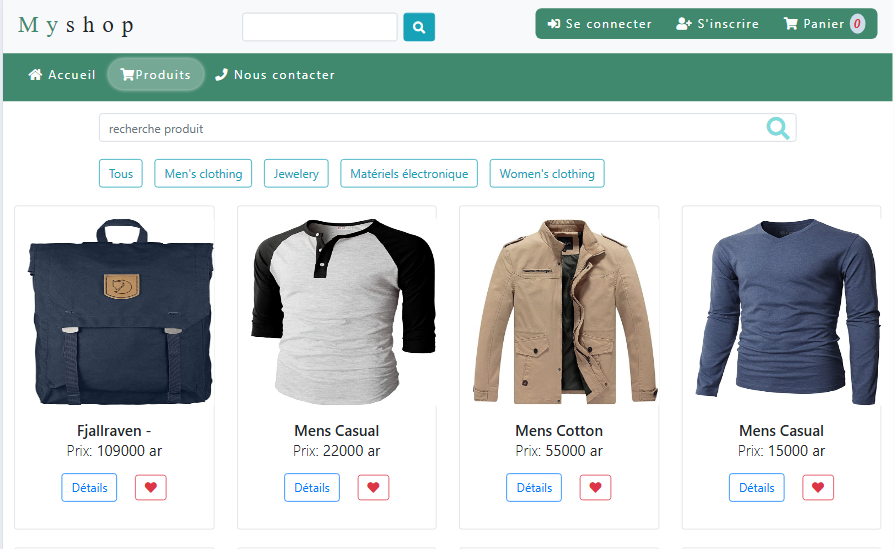 Myshop
Se connecter S'inscrire Panier 0
Accueil Produits Nous contacter
recherche produit
Tous Men's clothing Jewelery Matériels électronique Women's clothing
Fjallraven - Mens Casual Mens Cotton Mens Casual
Prix: 109000 ar Prix: 22000 ar Prix: 55000 ar Prix: 15000 ar
Détails Détails Détails Détails